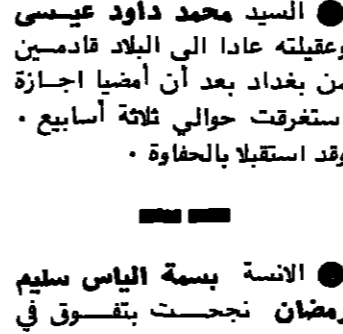 ● السيد محمد داود عيسى
وعقيلته عادا الى البلاد قادمين
من بغداد بعد أن أمضيا اجازة
استغرقت حوالي ثلاثة أسابيع .
وقد استقبلا بالحفاوة .
● الانسة بسمة الياس سليم
رمضان نجحت بتفوق في